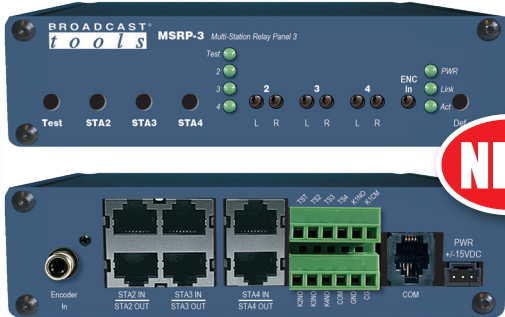 BROADCAST®
tools
MSRP-3 Multi-Station Relay Panel 3
Test
2
3
4
2 3 4
L R L R L R
ENC
In
PWR
Link
Act
Test STA2 STA3 STA4
Def
TST TS2 TS3 TS4 K1NO K1CM
Encoder
In
STA2 IN STA3 IN STA4 IN
STA2 OUT STA3 OUT STA4 OUT
K2NO K3NO K4NO COM GND CC
COM
PWR
+/-15VDC